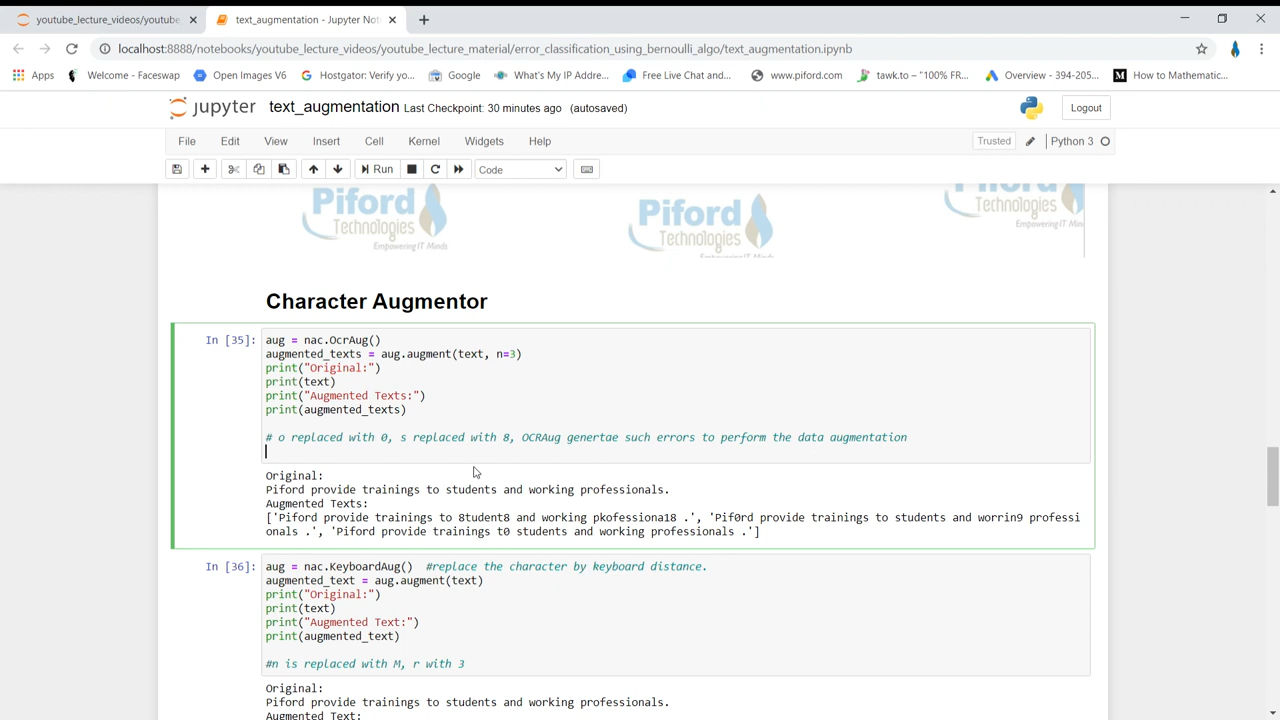 youtube_lecture_videos/youtube
text_augmentation - Jupyter Not
localhost:8888/notebooks/youtube_lecture_videos/youtube_lecture_material/error_classification_using_bernoulli_algo/text_augmentation.ipynb
Apps Welcome - Faceswap Open Images V6 Hostgator: Verify yo... Google What's My IP Addre... Free Live Chat and... www.piford.com tawk.to – "100% FR... Overview - 394-205... How to Mathematic...
jupyter text_augmentation Last Checkpoint: 30 minutes ago (autosaved) Logout
File Edit View Insert Cell Kernel Widgets Help Trusted Python 3
Run Code
Piford Technologies Empowering IT Minds
Piford Technologies Empowering IT Minds
Technologies Empowering IT Minds
Character Augmentor
In [35]: aug = nac.OcrAug()
augmented_texts = aug.augment(text, n=3)
print("Original:")
print(text)
print("Augmented Texts:")
print(augmented_texts)
# o replaced with 0, s replaced with 8, OCRAug genertae such errors to perform the data augmentation
Original:
Piford provide trainings to students and working professionals.
Augmented Texts:
['Piford provide trainings to 8tudent8 and working pkofessiona18 .', 'Pif0rd provide trainings to students and worrin9 professi
onals .', 'Piford provide trainings t0 students and working professionals .']
In [36]: aug = nac.KeyboardAug() #replace the character by keyboard distance.
augmented_text = aug.augment(text)
print("Original:")
print(text)
print("Augmented Text:")
print(augmented_text)
#n is replaced with M, r with 3
Original:
Piford provide trainings to students and working professionals.
Augmented Text: